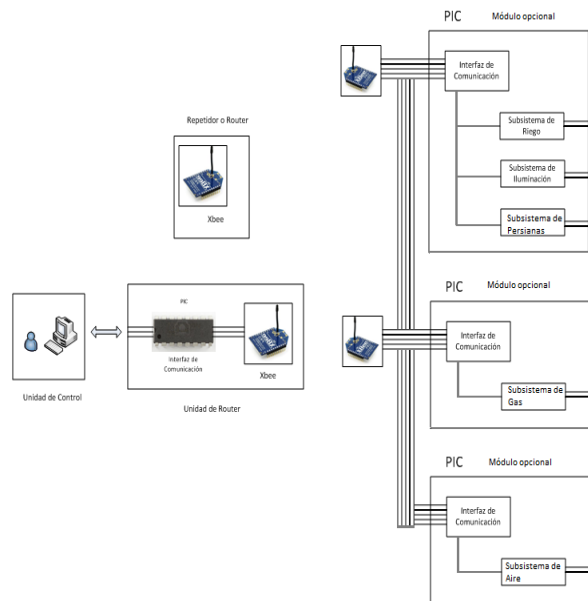 PIC Módulo opcional
Interfaz de
Comunicación
Subsistema de
Riego
Subsistema de
Iluminación
Subsistema de
Persianas
Repetidor o Router
Xbee
PIC
Interfaz de
Comunicación
Xbee
Unidad de Control
Unidad de Router
PIC Módulo opcional
Interfaz de
Comunicación
Subsistema de
Gas
PIC Módulo opcional
Interfaz de
Comunicación
Subsistema de
Aire